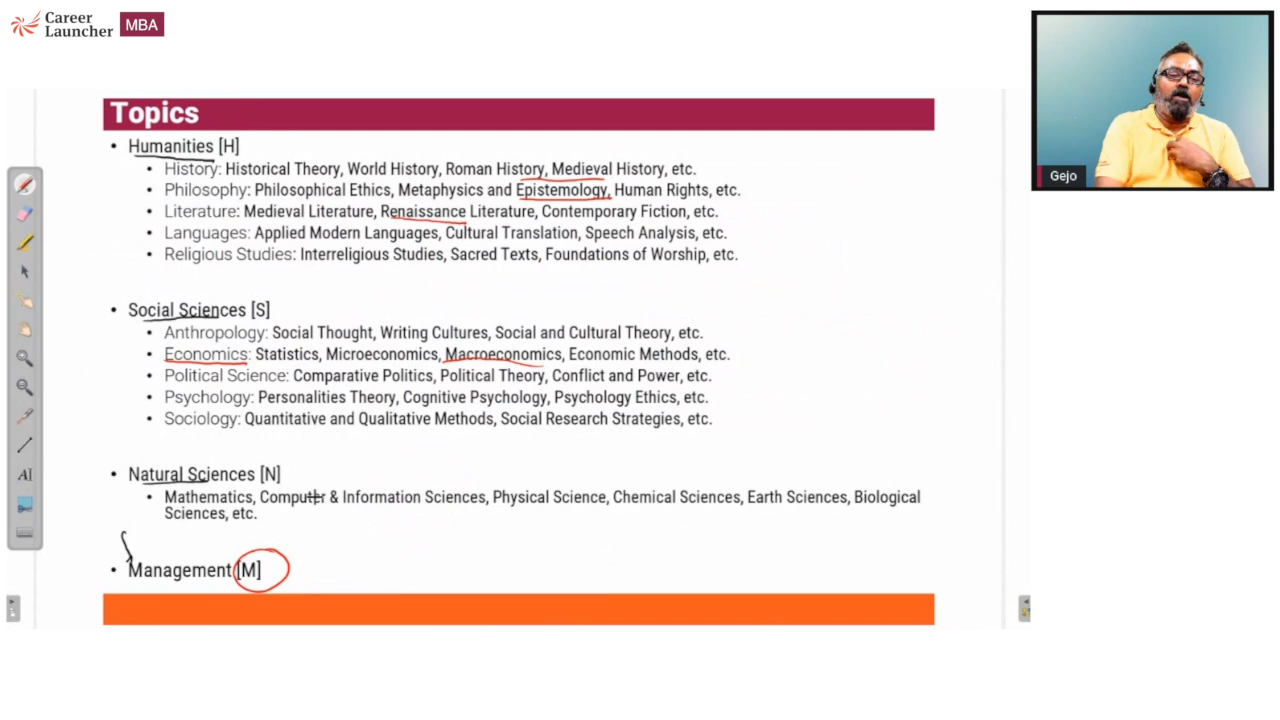 Career
Launcher
MBA
Topics
• Humanities [H]
• History: Historical Theory, World History, Roman History, Medieval History, etc.
• Philosophy: Philosophical Ethics, Metaphysics and Epistemology, Human Rights, etc.
• Literature: Medieval Literature, Renaissance Literature, Contemporary Fiction, etc.
• Languages: Applied Modern Languages, Cultural Translation, Speech Analysis, etc.
• Religious Studies: Interreligious Studies, Sacred Texts, Foundations of Worship, etc.
• Social Sciences [S]
• Anthropology: Social Thought, Writing Cultures, Social and Cultural Theory, etc.
• Economics: Statistics, Microeconomics, Macroeconomics, Economic Methods, etc.
• Political Science: Comparative Politics, Political Theory, Conflict and Power, etc.
• Psychology: Personalities Theory, Cognitive Psychology, Psychology Ethics, etc.
• Sociology: Quantitative and Qualitative Methods, Social Research Strategies, etc.
• Natural Sciences [N]
• Mathematics, Computer & Information Sciences, Physical Science, Chemical Sciences, Earth Sciences, Biological
Sciences, etc.
• Management [M]
AI
Gejo